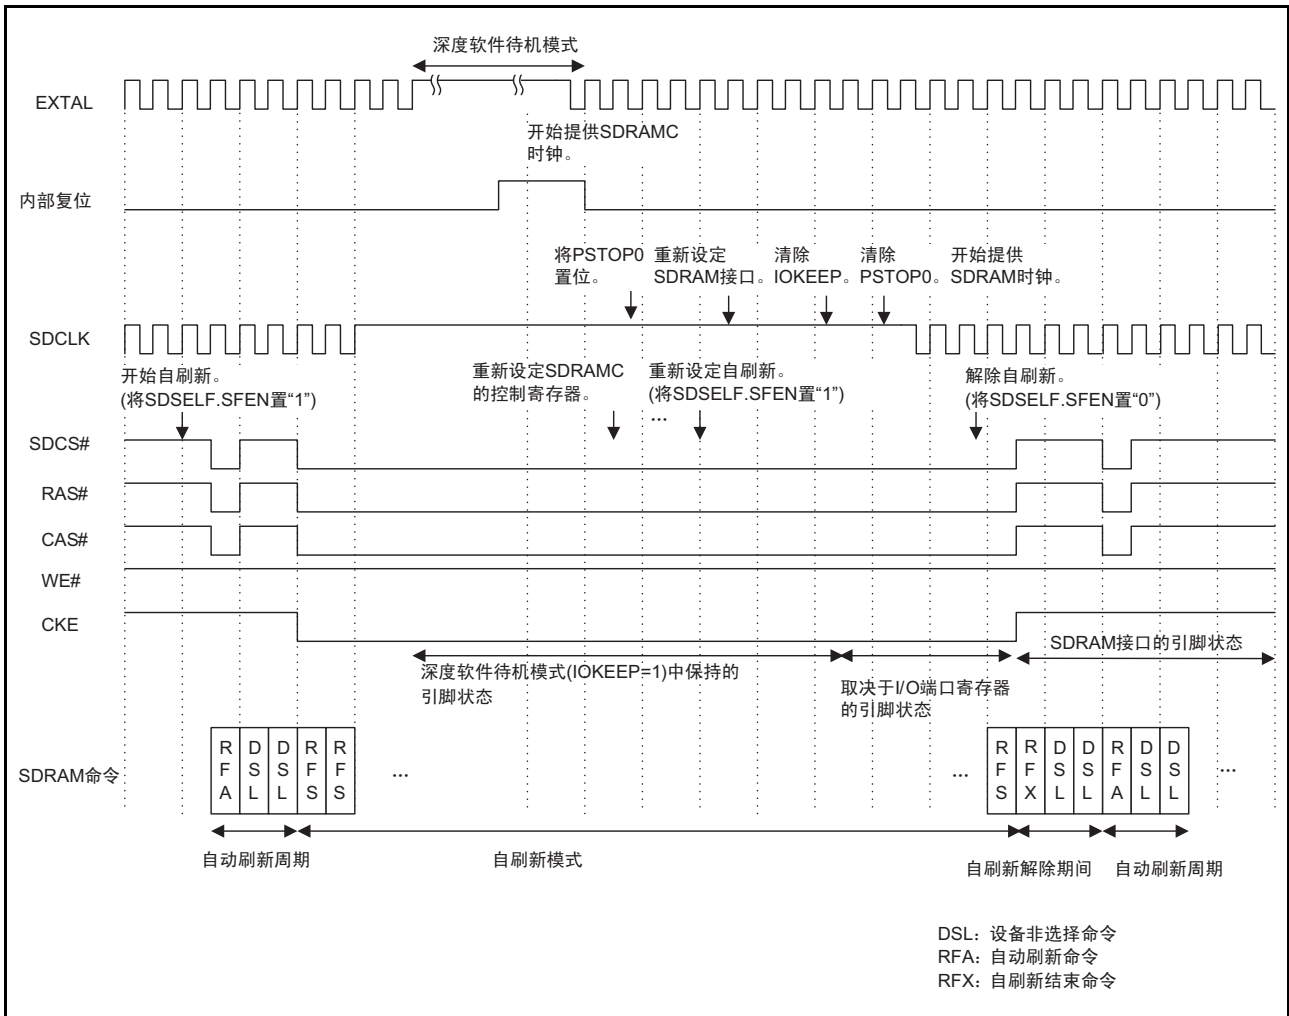 深度软件待机模式
EXTAL
开始提供SDRAMC
时钟。
内部复位
将PSTOP0
置位。
重新设定
SDRAM接口。
清除
IOKEEP。
清除
PSTOP0。
开始提供
SDRAM时钟。
SDCLK
开始自刷新。
(将SDSELF.SFEN置“1”)
重新设定SDRAMC
的控制寄存器。
...
重新设定自刷新。
(将SDSELF.SFEN置“1”)
解除自刷新。
(将SDSELF.SFEN置“0”)
SDCS#
RAS#
CAS#
WE#
CKE
深度软件待机模式(IOKEEP=1)中保持的
引脚状态
取决于I/O端口寄存器
的引脚状态
SDRAM接口的引脚状态
SDRAM命令
RFA
DSL
DSL
RFS
RFS
...
...
RFS
RFX
DSL
DSL
RFA
DSL
DSL
...
自动刷新周期
自刷新模式
自刷新解除期间
自动刷新周期
DSL：设备非选择命令
RFA：自动刷新命令
RFX：自刷新结束命令